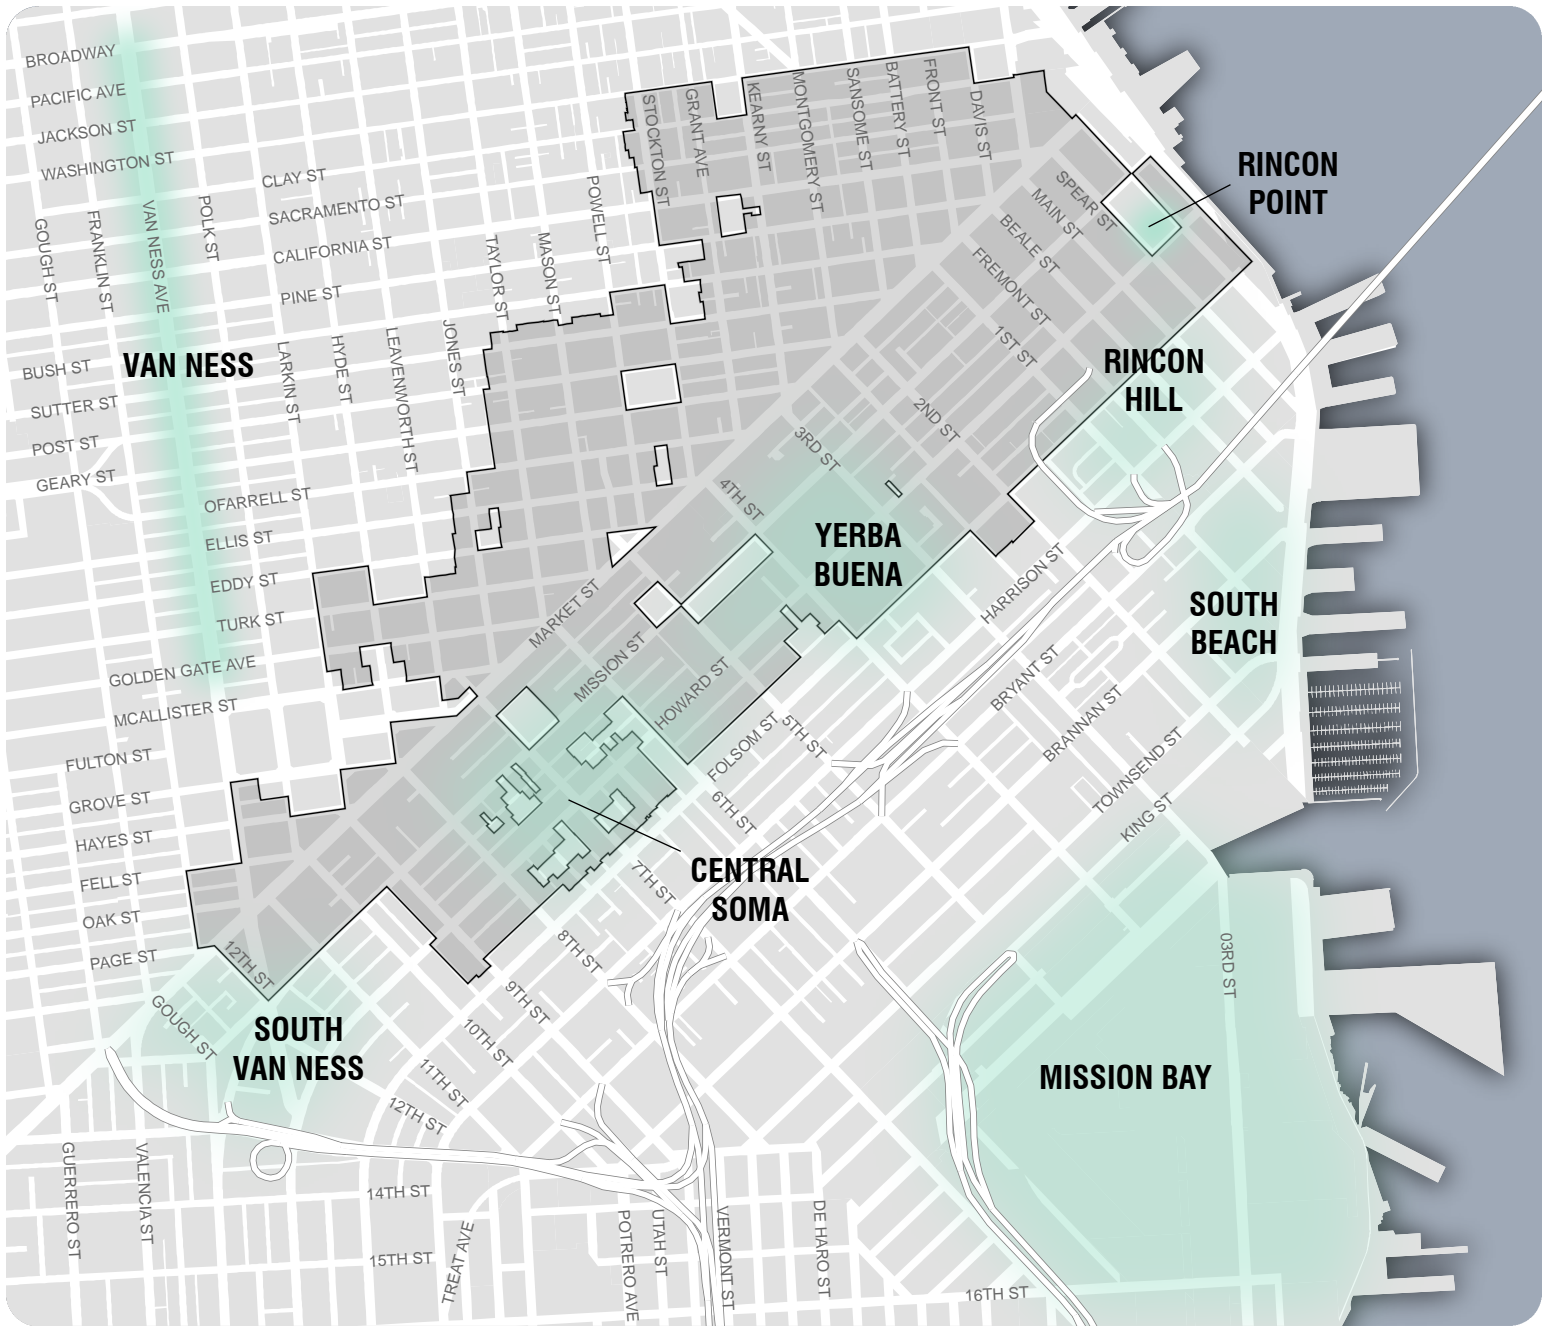 BROADWAY
PACIFIC AVE
JACKSON ST
WASHINGTON ST
CLAY ST
SACRAMENTO ST
CALIFORNIA ST
PINE ST
GOUGH ST
FRANKLIN ST
VAN NESS AVE
POLK ST
LARKIN ST
HYDE ST
LEAVENWORTH ST
JONES ST
TAYLOR ST
MASON ST
POWELL ST
STOCKTON ST
GRANT AVE
KEARNY ST
MONTGOMERY ST
SANSOME ST
BATTERY ST
FRONT ST
DAVIS ST
SPEAR ST
MAIN ST
BEALE ST
FREMONT ST
1ST ST
2ND ST
3RD ST
4TH ST
RINCON
POINT
RINCON
HILL
VAN NESS
BUSH ST
SUTTER ST
POST ST
GEARY ST
OFARRELL ST
ELLIS ST
EDDY ST
TURK ST
GOLDEN GATE AVE
MCALLISTER ST
FULTON ST
GROVE ST
HAYES ST
FELL ST
OAK ST
PAGE ST
YERBA
BUENA
SOUTH
BEACH
MARKET ST
MISSION ST
HOWARD ST
FOLSOM ST
HARRISON ST
BRYANT ST
BRANNAN ST
TOWNSEND ST
KING ST
5TH ST
6TH ST
7TH ST
8TH ST
9TH ST
10TH ST
11TH ST
12TH ST
12TH ST
GOUGH ST
CENTRAL
SOMA
SOUTH
VAN NESS
MISSION BAY
03RD ST
GUERRERO ST
VALENCIA ST
14TH ST
15TH ST
TREAT AVE
POTRERO AVE
UTAH ST
VERMONT ST
DE HARO ST
16TH ST